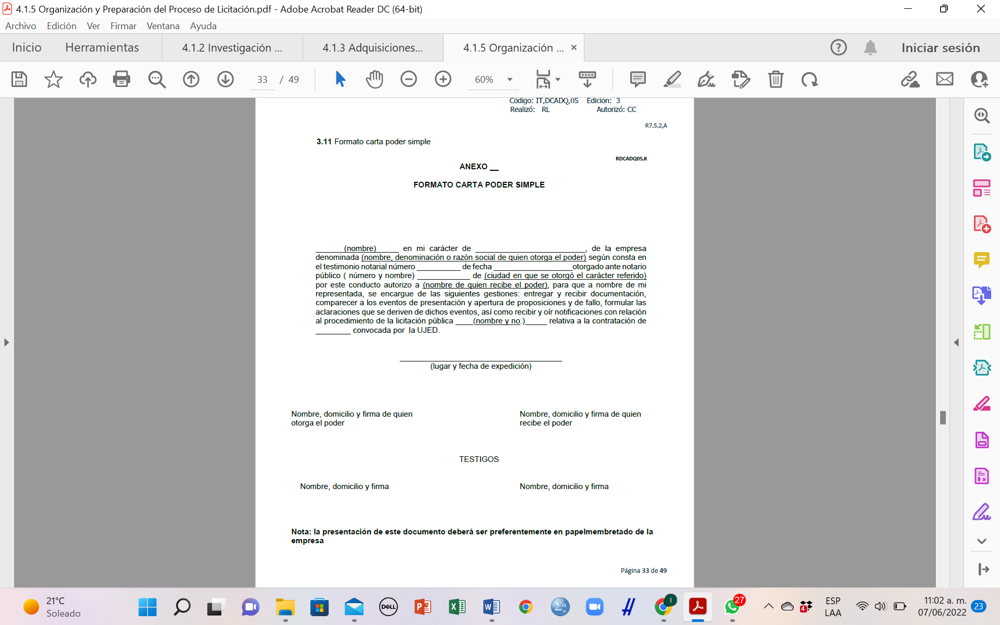 4.1.5 Organización y Preparación del Proceso de Licitación.pdf - Adobe Acrobat Reader DC (64-bit)
Archivo Edición Ver Firmar Ventana Ayuda
Inicio Herramientas 4.1.2 Investigación ... 4.1.3 Adquisiciones... 4.1.5 Organización ... × ? Iniciar sesión
33 / 49 60%
Código: IT,DCADQ,05 Edición: 3
Realizó: RL Autorizó: CC
R7.5.2,A
3.11 Formato carta poder simple
RDCADQ05,K
ANEXO __
FORMATO CARTA PODER SIMPLE
______(nombre)_____ en mi carácter de _________________________, de la empresa
denominada (nombre, denominación o razón social de quien otorga el poder) según consta en
el testimonio notarial número __________ de fecha __________________otorgado ante notario
público ( número y nombre) ____________ de (ciudad en que se otorgó el carácter referido)
por este conducto autorizo a (nombre de quien recibe el poder), para que a nombre de mi
representada, se encargue de las siguientes gestiones: entregar y recibir documentación,
comparecer a los eventos de presentación y apertura de proposiciones y de fallo, formular las
aclaraciones que se deriven de dichos eventos, así como recibir y oír notificaciones con relación
al procedimiento de la licitación pública ____(nombre y no.)_____ relativa a la contratación de
________ convocada por la UJED.
_____________________________________
(lugar y fecha de expedición)
Nombre, domicilio y firma de quien
otorga el poder
Nombre, domicilio y firma de quien
recibe el poder
TESTIGOS
Nombre, domicilio y firma Nombre, domicilio y firma
Nota: la presentación de este documento deberá ser preferentemente en papelmembretado de la
empresa
Página 33 de 49
21°C
Soleado
DELL
27
4
ESP
LAA
11:02 a. m.
07/06/2022
23